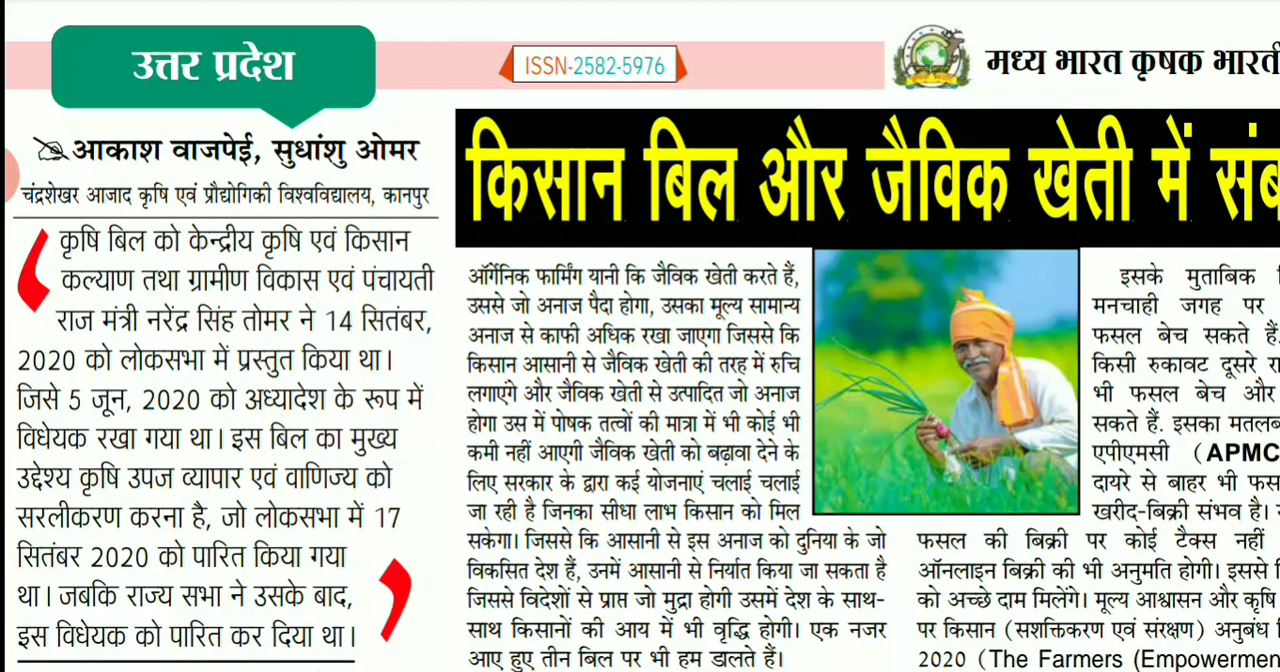 उत्तर प्रदेश
ISSN-2582-5976
मध्य भारत कृषक भारती
आकाश वाजपेई, सुधांशु ओमर
चंद्रशेखर आजाद कृषि एवं प्रौद्योगिकी विश्वविद्यालय, कानपुर
कृषि बिल को केन्द्रीय कृषि एवं किसान
कल्याण तथा ग्रामीण विकास एवं पंचायती
राज मंत्री नरेंद्र सिंह तोमर ने 14 सितंबर,
2020 को लोकसभा में प्रस्तुत किया था।
जिसे 5 जून, 2020 को अध्यादेश के रूप में
विधेयक रखा गया था। इस बिल का मुख्य
उद्देश्य कृषि उपज व्यापार एवं वाणिज्य को
सरलीकरण करना है, जो लोकसभा में 17
सितंबर 2020 को पारित किया गया
था। जबकि राज्य सभा ने उसके बाद,
इस विधेयक को पारित कर दिया था।
किसान बिल और जैविक खेती में
ऑर्गेनिक फार्मिंग यानी कि जैविक खेती करते हैं,
उससे जो अनाज पैदा होगा, उसका मूल्य सामान्य
अनाज से काफी अधिक रखा जाएगा जिससे कि
किसान आसानी से जैविक खेती की तरह में रुचि
लगाएंगे और जैविक खेती से उत्पादित जो अनाज
होगा उस में पोषक तत्वों की मात्रा में भी कोई भी
कमी नहीं आएगी जैविक खेती को बढ़ावा देने के
लिए सरकार के द्वारा कई योजनाएं चलाई चलाई
जा रही है जिनका सीधा लाभ किसान को मिल
सकेगा। जिससे कि आसानी से इस अनाज को दुनिया के जो
विकसित देश हैं, उनमें आसानी से निर्यात किया जा सकता है
जिससे विदेशों से प्राप्त जो मुद्रा होगी उसमें देश के साथ-
साथ किसानों की आय में भी वृद्धि होगी। एक नजर
आए हुए तीन बिल पर भी हम डालते हैं।
इसके मुताबिक
मनचाही जगह पर
फसल बेच सकते हैं.
किसी रुकावट दूसरे
भी फसल बेच और
सकते हैं. इसका मतलब
एपीएमसी (APMC
दायरे से बाहर भी
खरीद-बिक्री संभव है।
फसल की बिक्री पर कोई टैक्स नहीं
ऑनलाइन बिक्री की भी अनुमति होगी। इससे
को अच्छे दाम मिलेंगे। मूल्य आश्वासन और कृषि
पर किसान (सशक्तिकरण एवं संरक्षण) अनुबंध
2020 (The Farmers (Empowerment